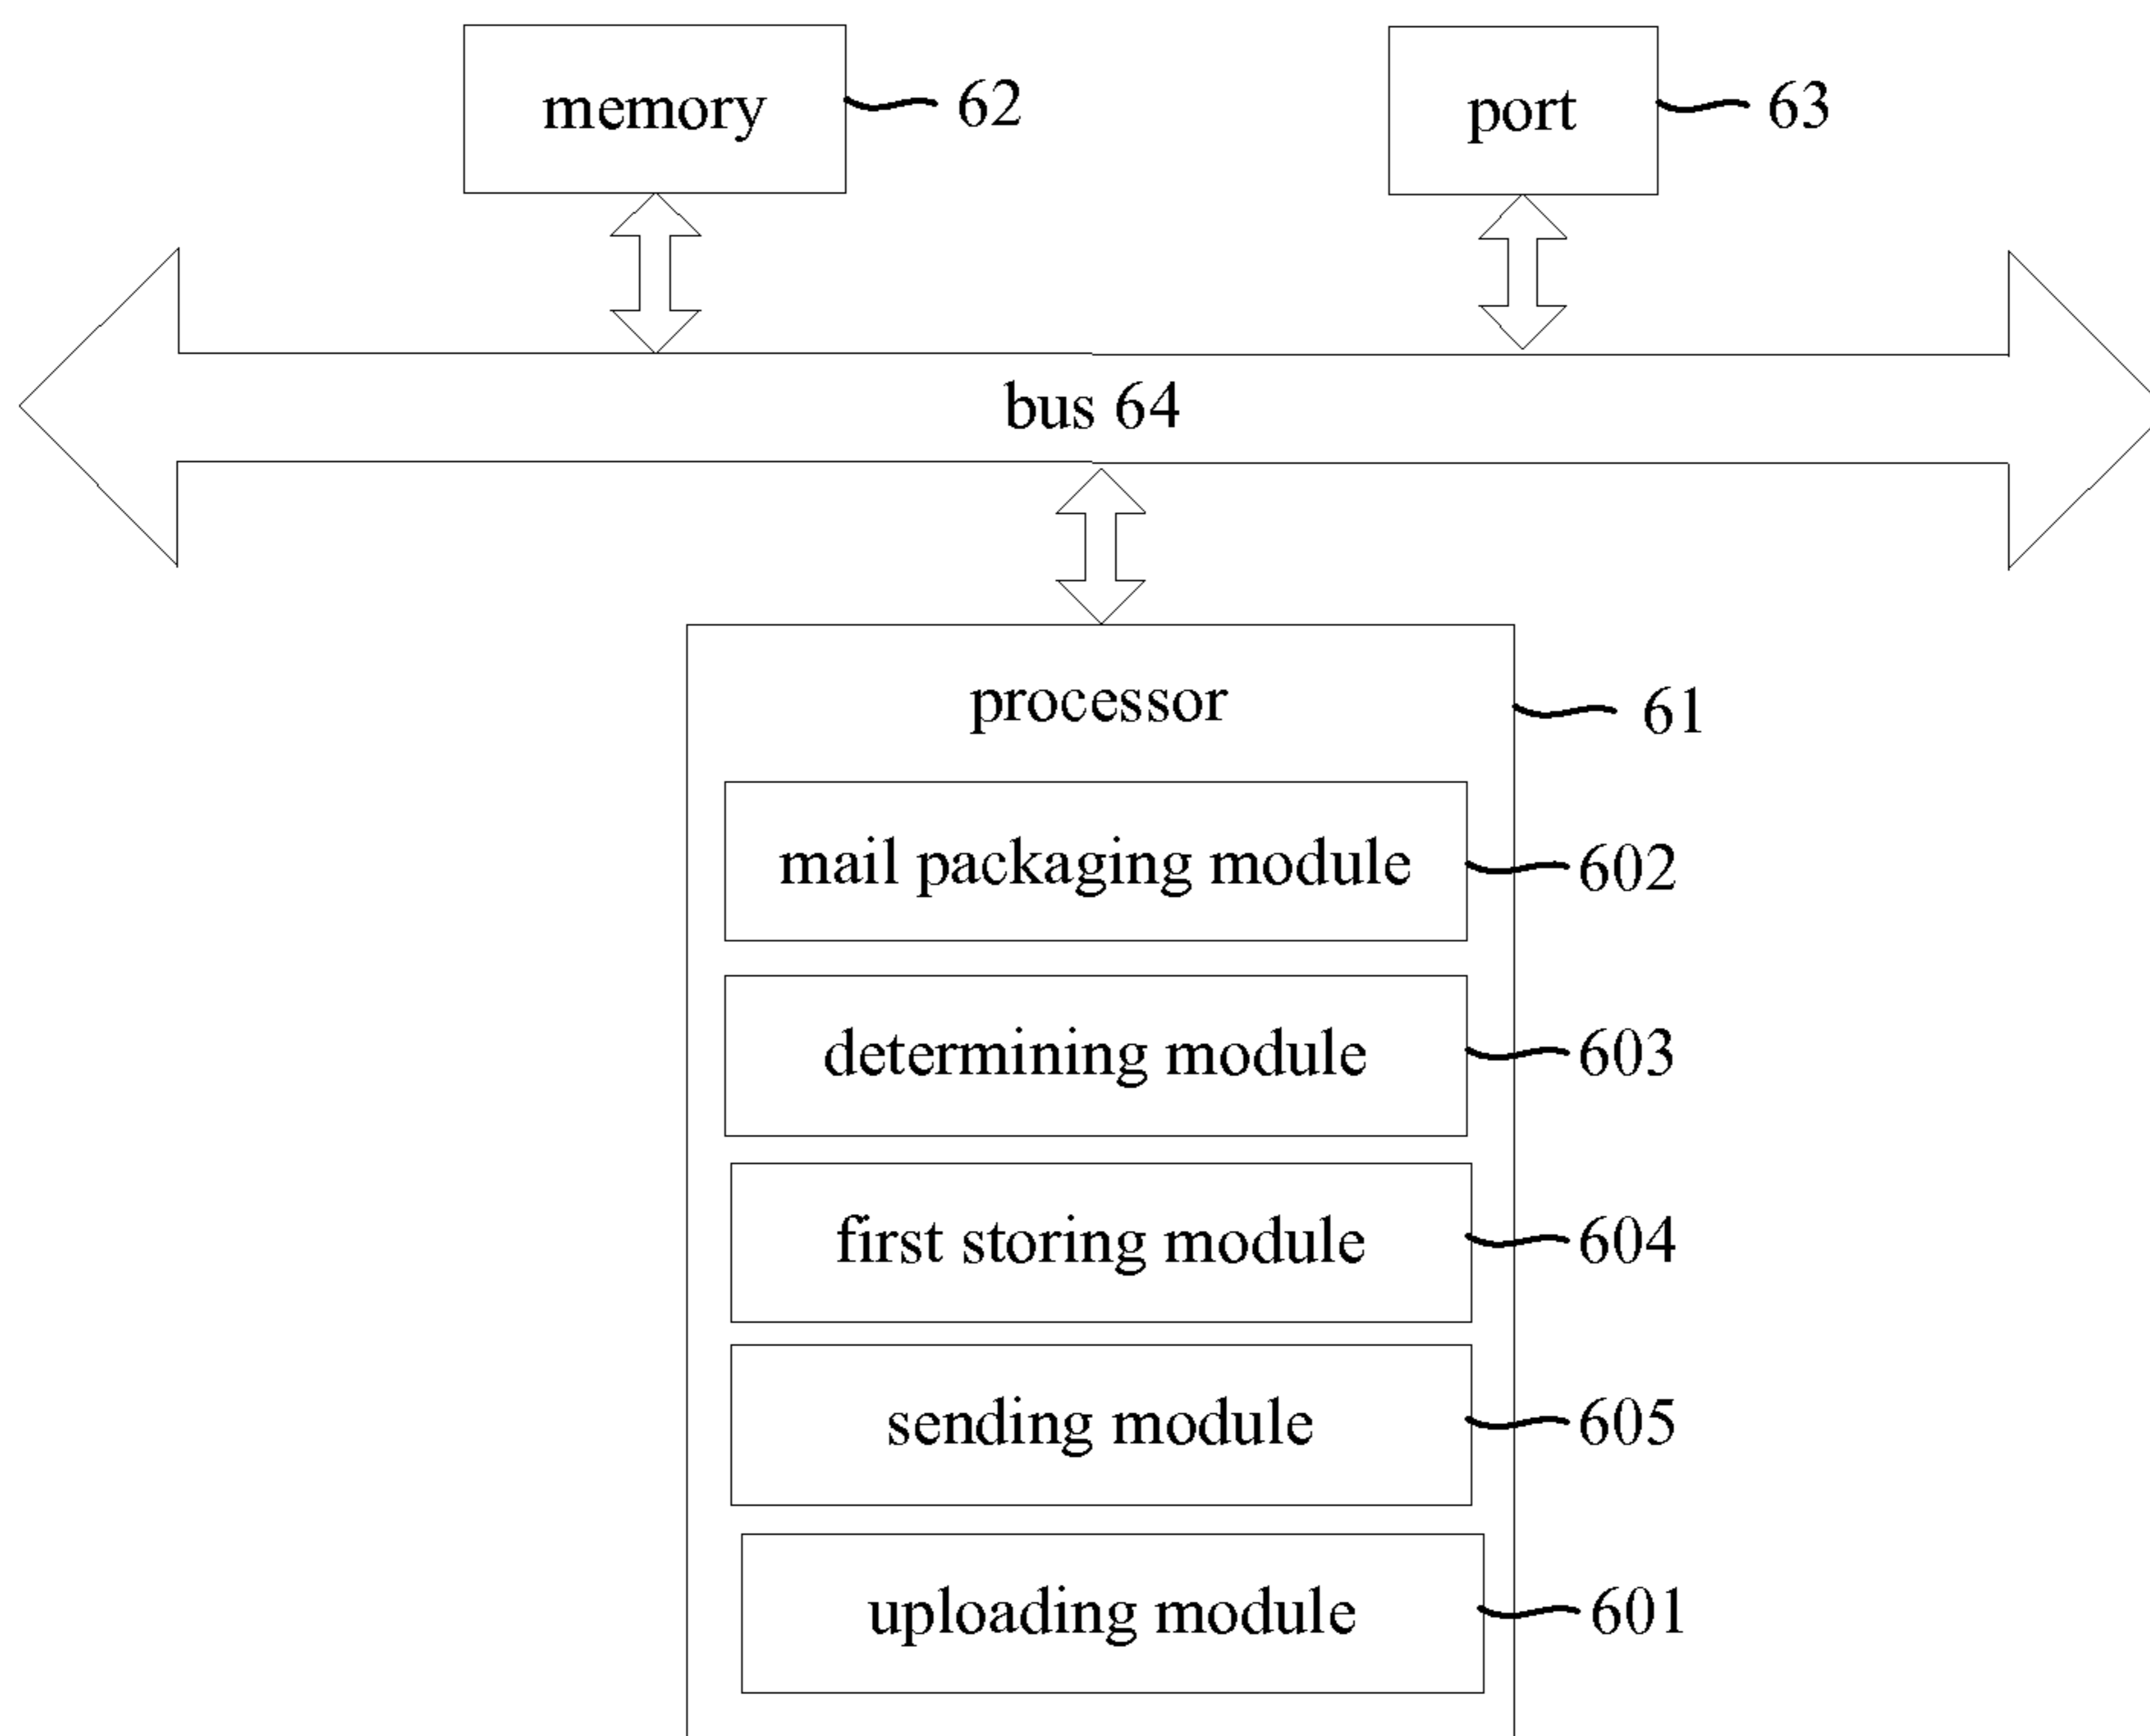 memory 62
port 63
bus 64
processor 61
mail packaging module 602
determining module 603
first storing module 604
sending module 605
uploading module 601